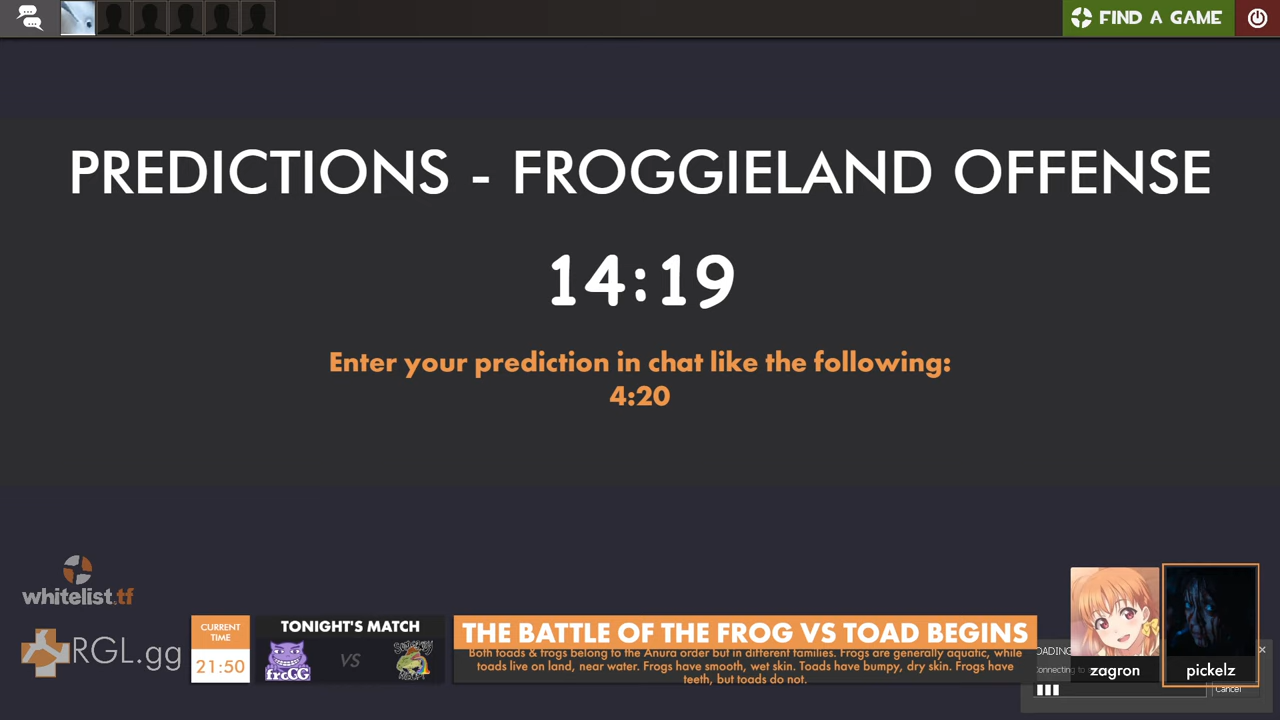 FIND A GAME
PREDICTIONS - FROGGIELAND OFFENSE
14:19
Enter your prediction in chat like the following:
4:20
whitelist.tf
RGL.gg
CURRENT
TIME
21:50
TONIGHT'S MATCH
froGG
VS
THE BATTLE OF THE FROG VS TOAD BEGINS
Both toads & frogs belong to the Anura order but in different families. Frogs are generally aquatic, while
toads live on land, near water. Frogs have smooth, wet skin. Toads have bumpy, dry skin. Frogs have
teeth, but toads do not.
OADING
Connecting to
Cancel
zagron
pickelz